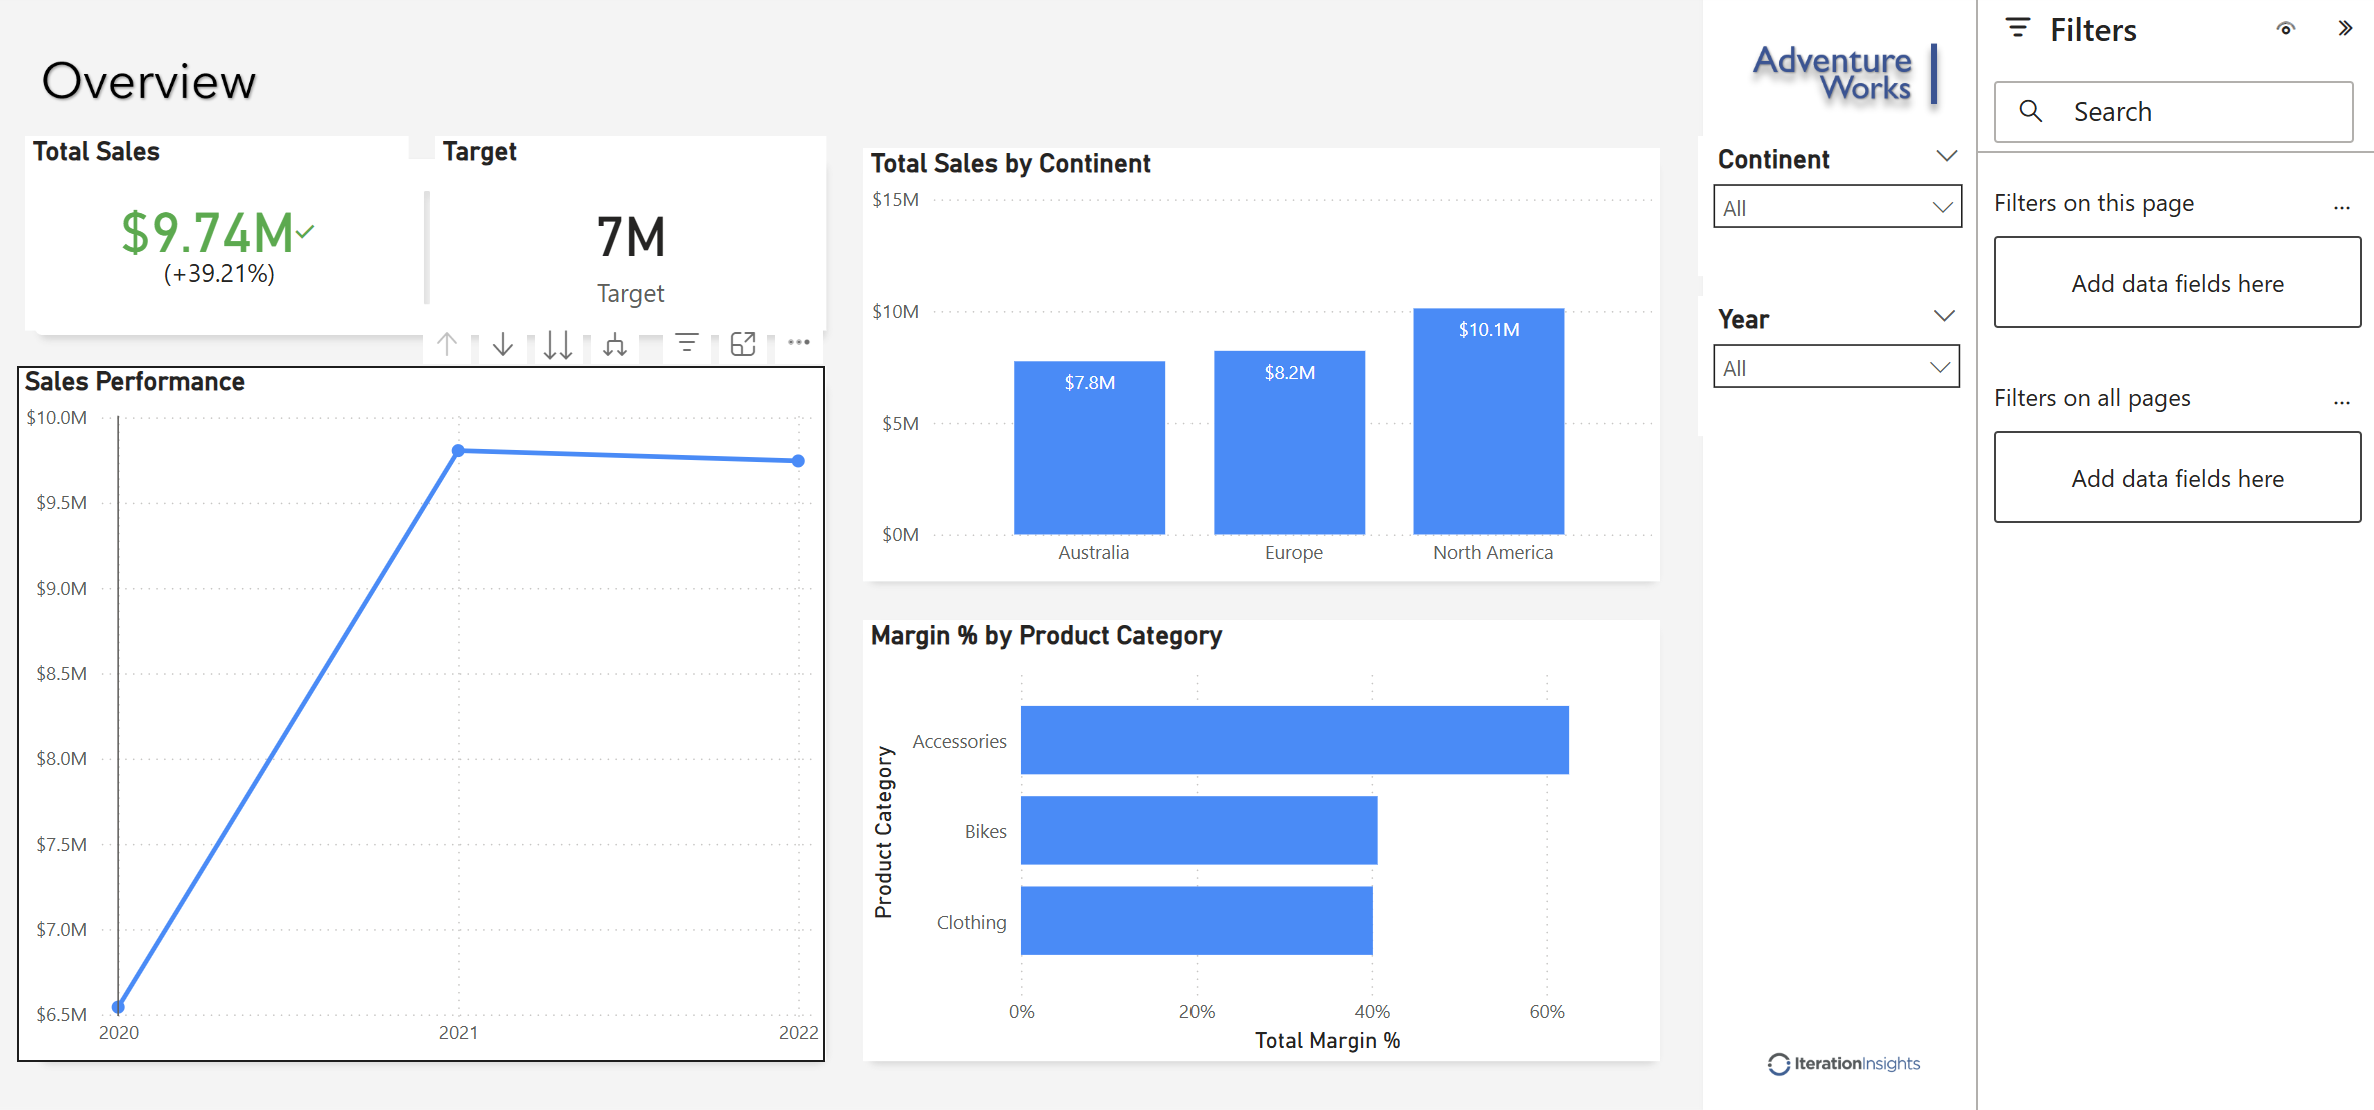 Overview
Total Sales
$9.74M
(+39.21%)
Target
7M
Target
Sales Performance
$10.0M
$9.5M
$9.0M
$8.5M
$8.0M
$7.5M
$7.0M
$6.5M
2020
2021
2022
Total Sales by Continent
$15M
$10M
$5M
$0M
$7.8M
$8.2M
$10.1M
Australia
Europe
North America
Margin % by Product Category
Product Category
Accessories
Bikes
Clothing
0%
20%
40%
60%
Total Margin %
Adventure
Works
Continent
All
Year
All
IterationInsights
Filters
Search
Filters on this page
...
Add data fields here
Filters on all pages
...
Add data fields here